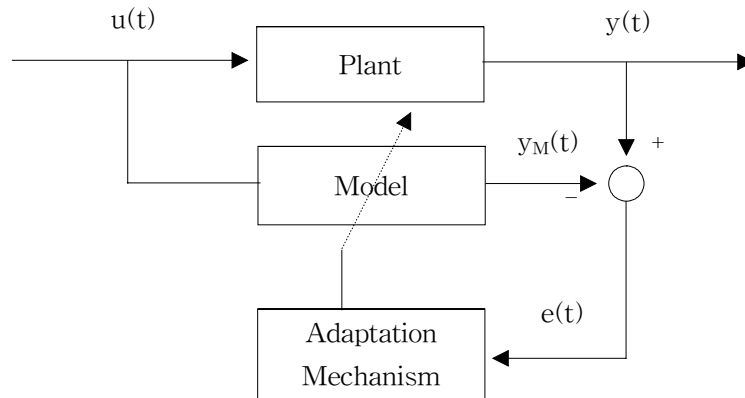 u(t)
y(t)
Plant
y_M(t)
+
Model
−
e(t)
Adaptation
Mechanism